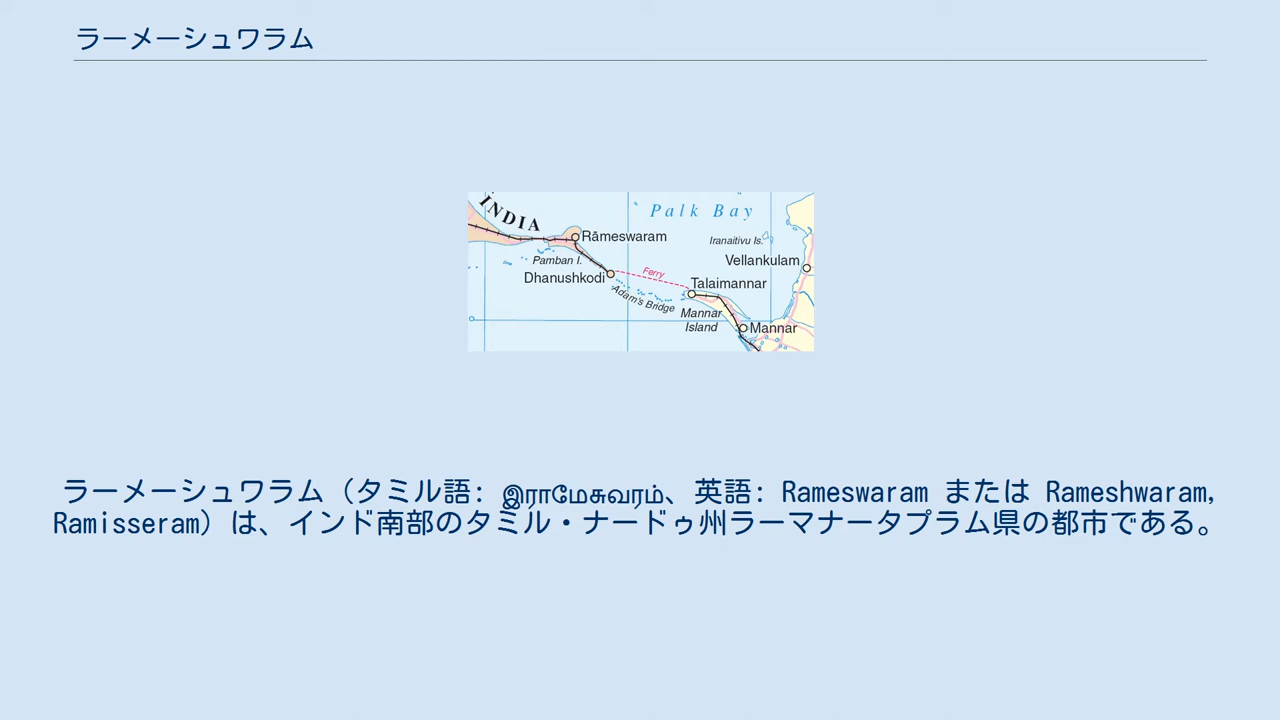 ラーメーシュワラム
INDIA
Palk Bay
Rāmeswaram
Iranaitivu Is.
Pamban I.
Vellankulam
Dhanushkodi
Ferry
Talaimannar
Adam's Bridge
Mannar
Island
Mannar
ラーメーシュワラム（タミル語: இராமேசுவரம்、英語: Rameswaram または Rameshwaram,
Ramisseram）は、インド南部のタミル・ナードゥ州ラーマナータプラム県の都市である。